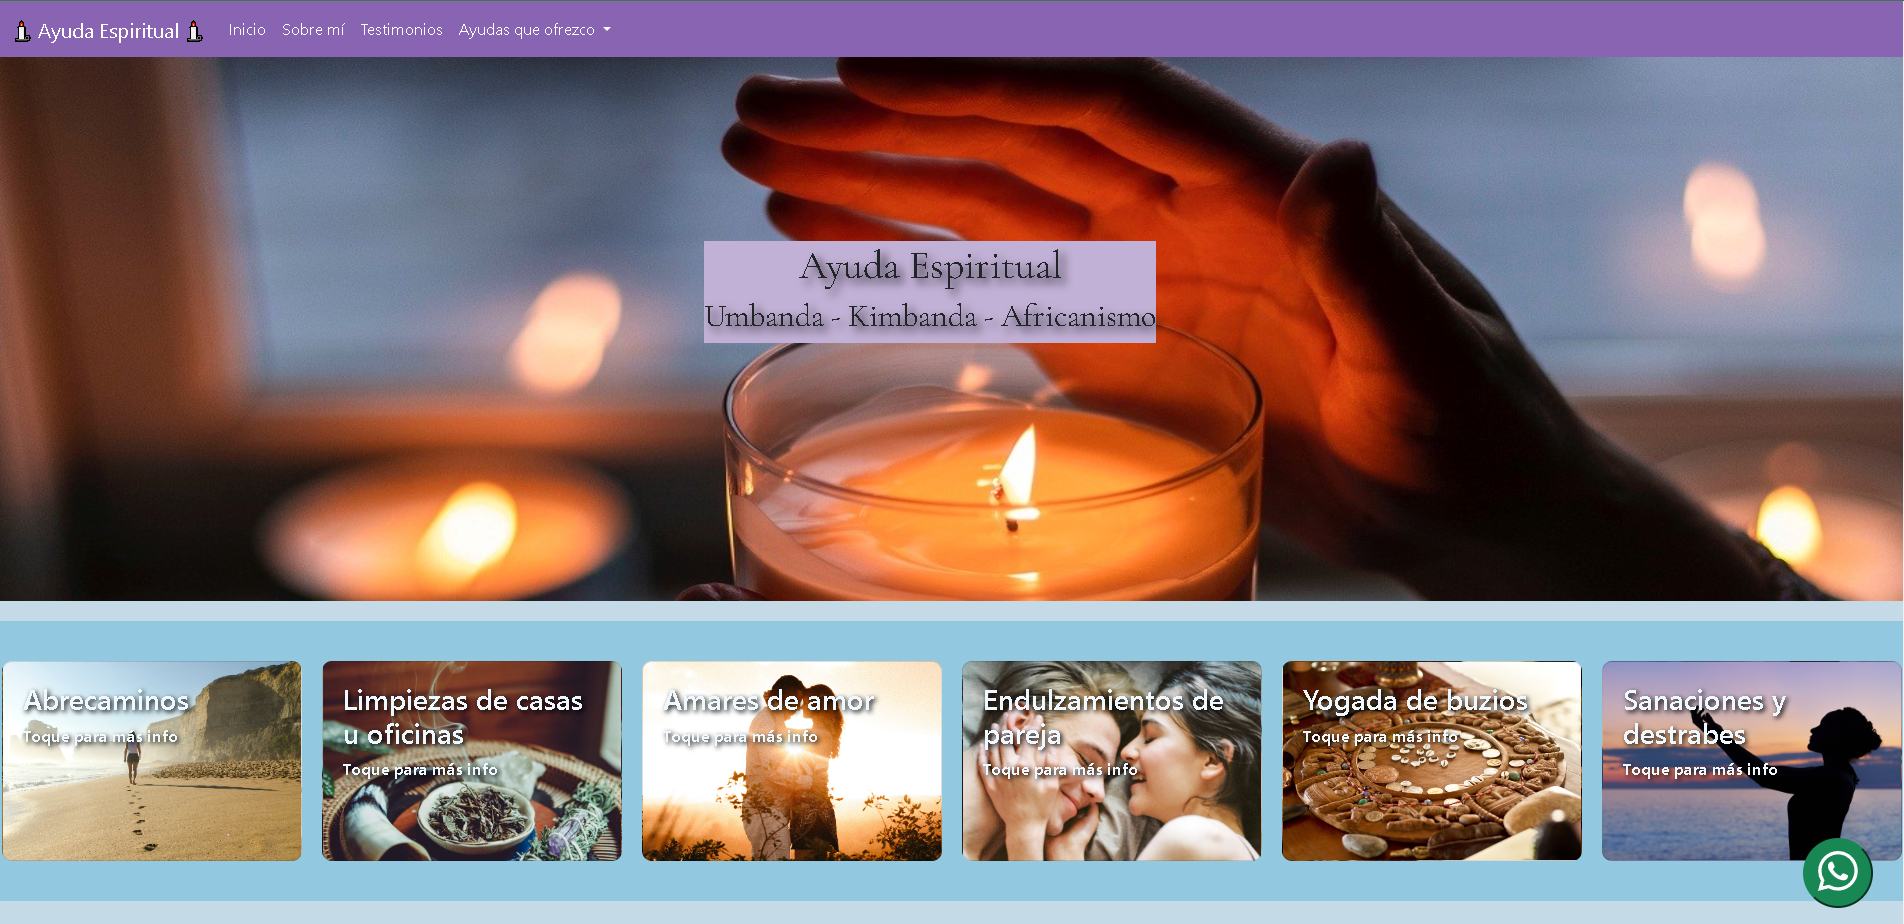 Ayuda Espiritual
Inicio
Sobre mí
Testimonios
Ayudas que ofrezco
Ayuda Espiritual
Umbanda - Kimbanda - Africanismo
Abrecaminos
Toque para más info
Limpiezas de casas
u oficinas
Toque para más info
Amares de amor
Toque para más info
Endulzamientos de
pareja
Toque para más info
Yogada de buzios
Toque para más info
Sanaciones y
destrabes
Toque para más info